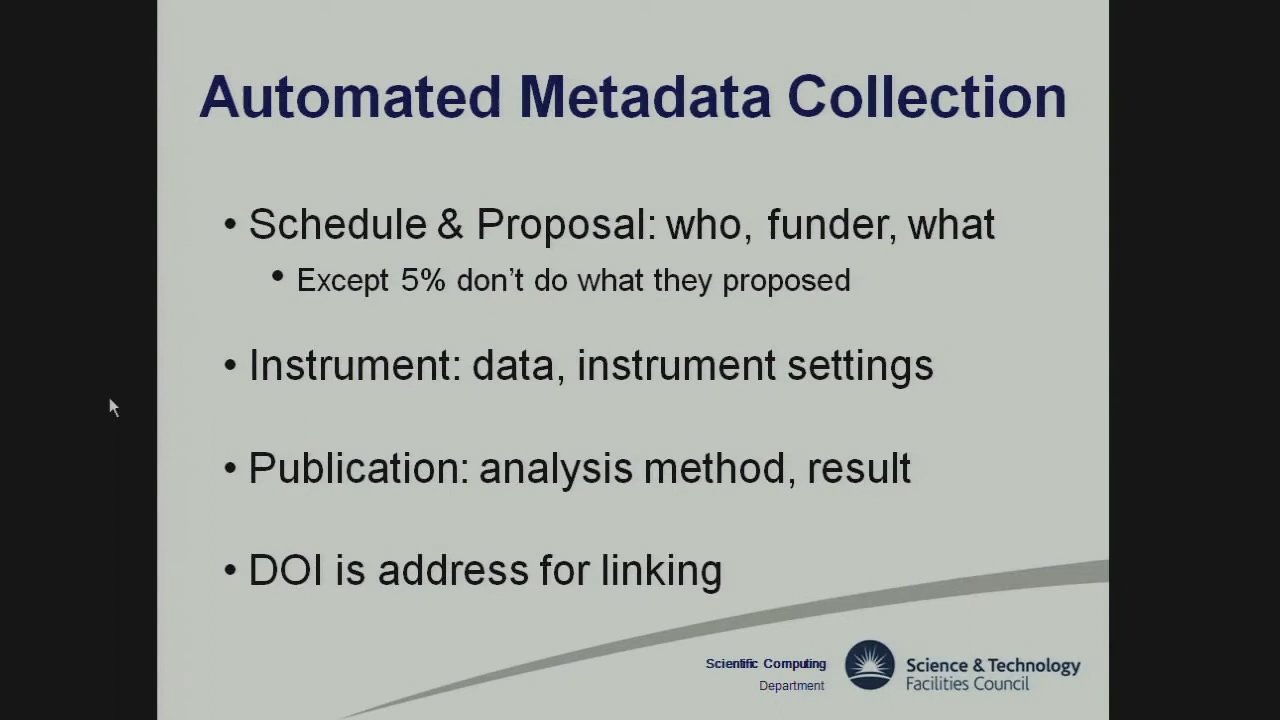 Automated Metadata Collection
• Schedule & Proposal: who, funder, what
• Except 5% don’t do what they proposed
• Instrument: data, instrument settings
• Publication: analysis method, result
• DOI is address for linking
Scientific Computing
Department
Science & Technology
Facilities Council